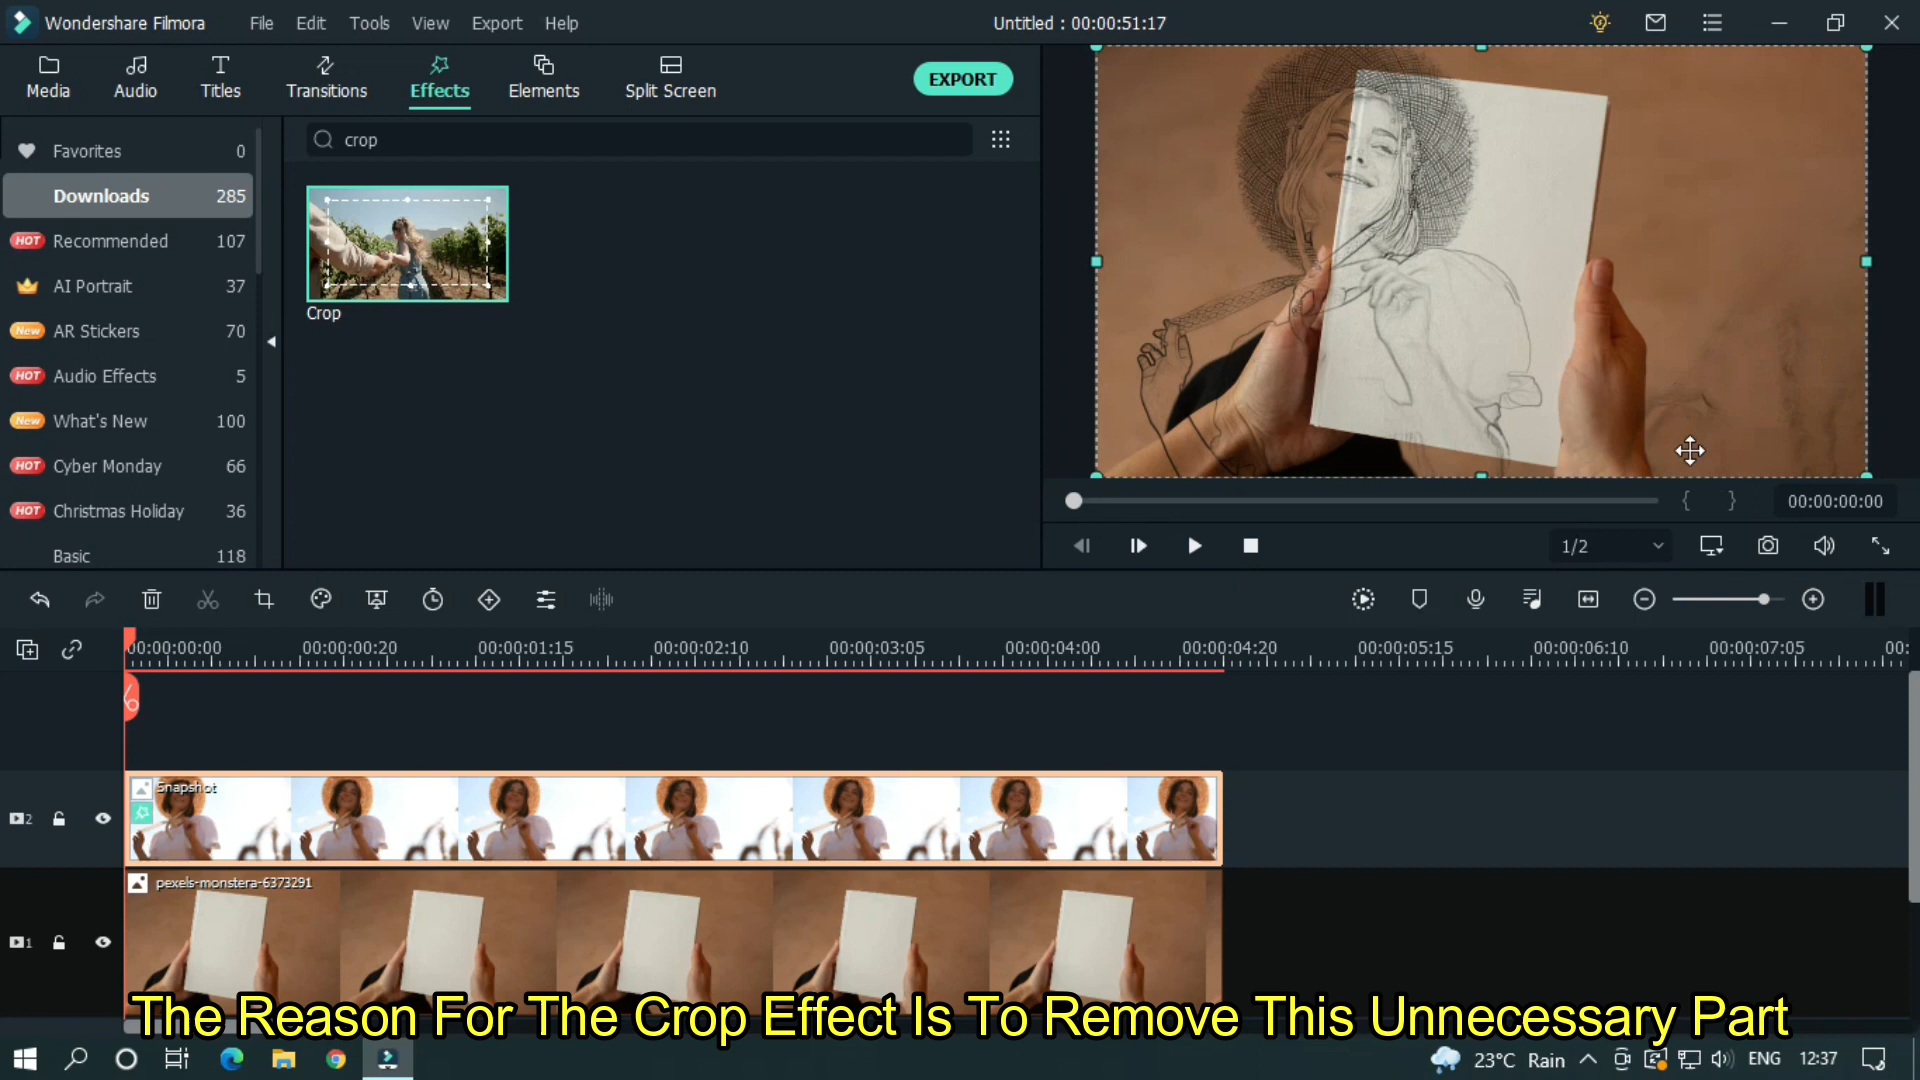 Wondershare Filmora File Edit Tools View Export Help Untitled : 00:00:51:17
Media Audio Titles Transitions Effects Elements Split Screen EXPORT
crop
Favorites 0
Downloads 285
HOT Recommended 107
AI Portrait 37
New AR Stickers 70
HOT Audio Effects 5
New What's New 100
HOT Cyber Monday 66
HOT Christmas Holiday 36
Basic 118
Crop
{ } 00:00:00:00
1/2
00:00:00:00 00:00:00:20 00:00:01:15 00:00:02:10 00:00:03:05 00:00:04:00 00:00:04:20 00:00:05:15 00:00:06:10 00:00:07:05 00:
Snapshot
2
pexels-monstera-6373291
1
The Reason For The Crop Effect Is To Remove This Unnecessary Part
23°C Rain ENG 12:37